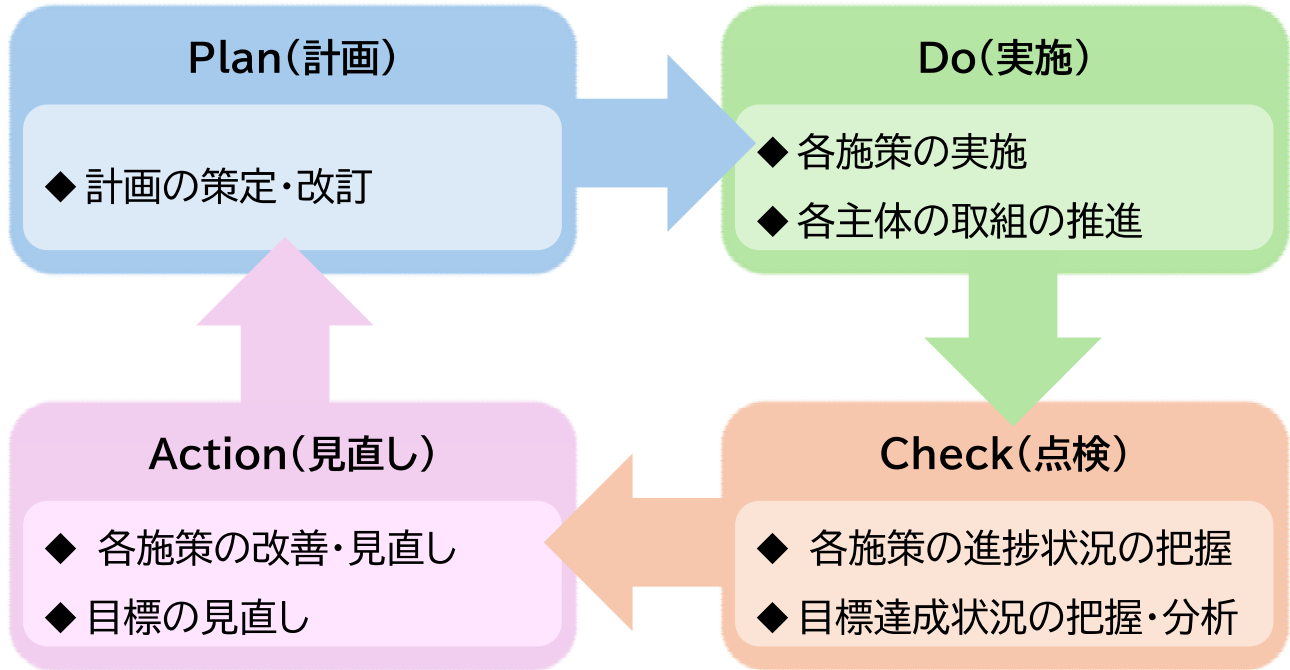 Plan(計画)
◆ 計画の策定・改訂
Do(実施)
◆ 各施策の実施
◆ 各主体の取組の推進
Action(見直し)
◆ 各施策の改善・見直し
◆ 目標の見直し
Check(点検)
◆ 各施策の進捗状況の把握
◆ 目標達成状況の把握・分析